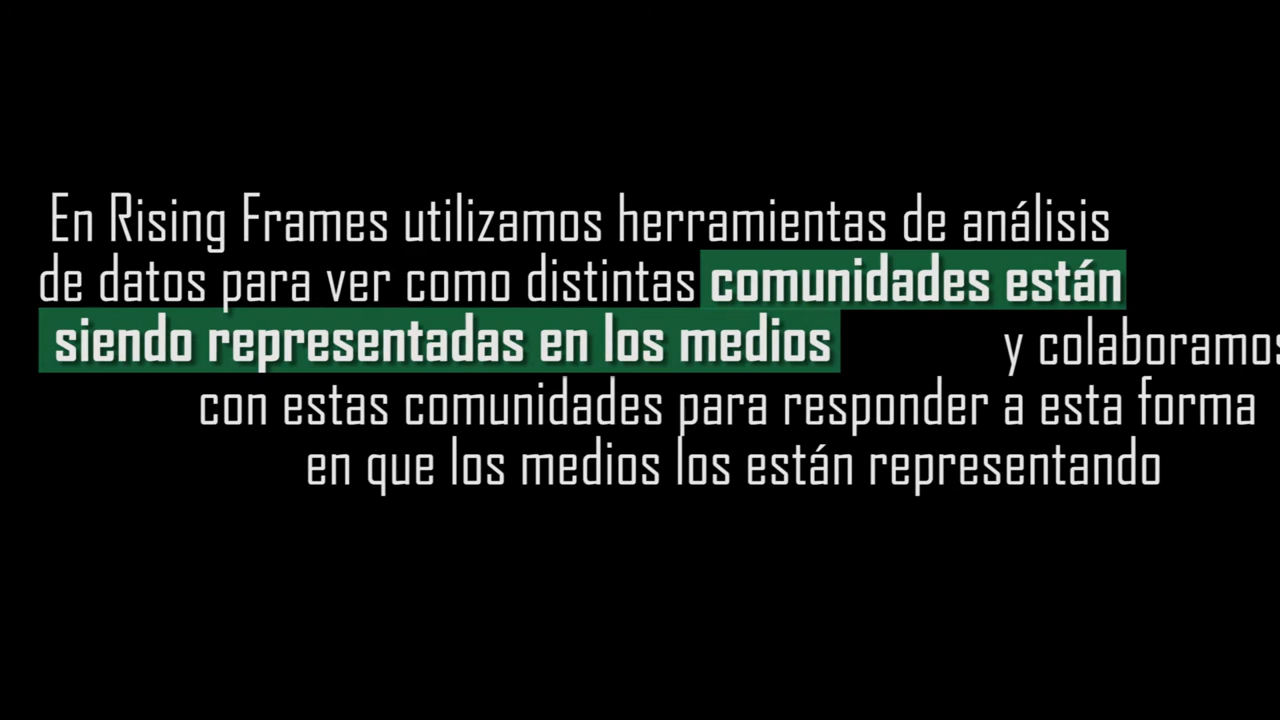 En Rising Frames utilizamos herramientas de análisis
de datos para ver como distintas comunidades están
siendo representadas en los medios y colaboramos
con estas comunidades para responder a esta forma
en que los medios los están representando